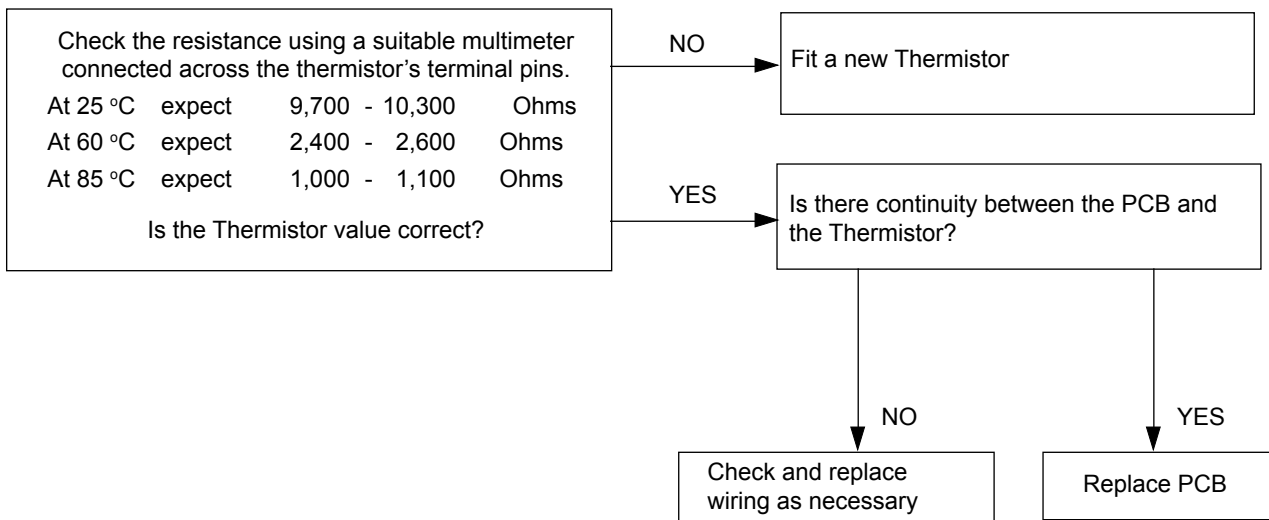 Check the resistance using a suitable multimeter
connected across the thermistor's terminal pins.
At 25 °C expect 9,700 - 10,300 Ohms
At 60 °C expect 2,400 - 2,600 Ohms
At 85 °C expect 1,000 - 1,100 Ohms
Is the Thermistor value correct?
NO
Fit a new Thermistor
YES
Is there continuity between the PCB and
the Thermistor?
NO
Check and replace
wiring as necessary
YES
Replace PCB